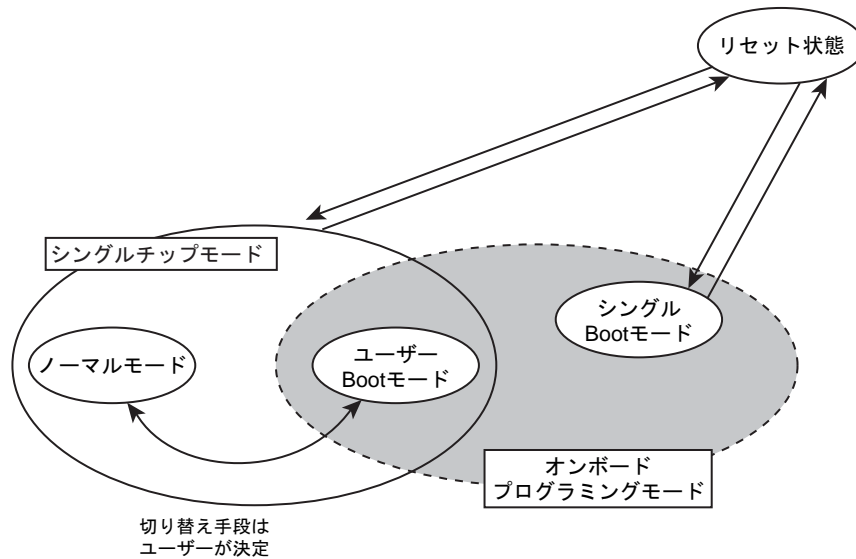 リセット状態
シングルチップモード
シングル
Bootモード
ノーマルモード
ユーザー
Bootモード
オンボード
プログラミングモード
切り替え手段は
ユーザーが決定